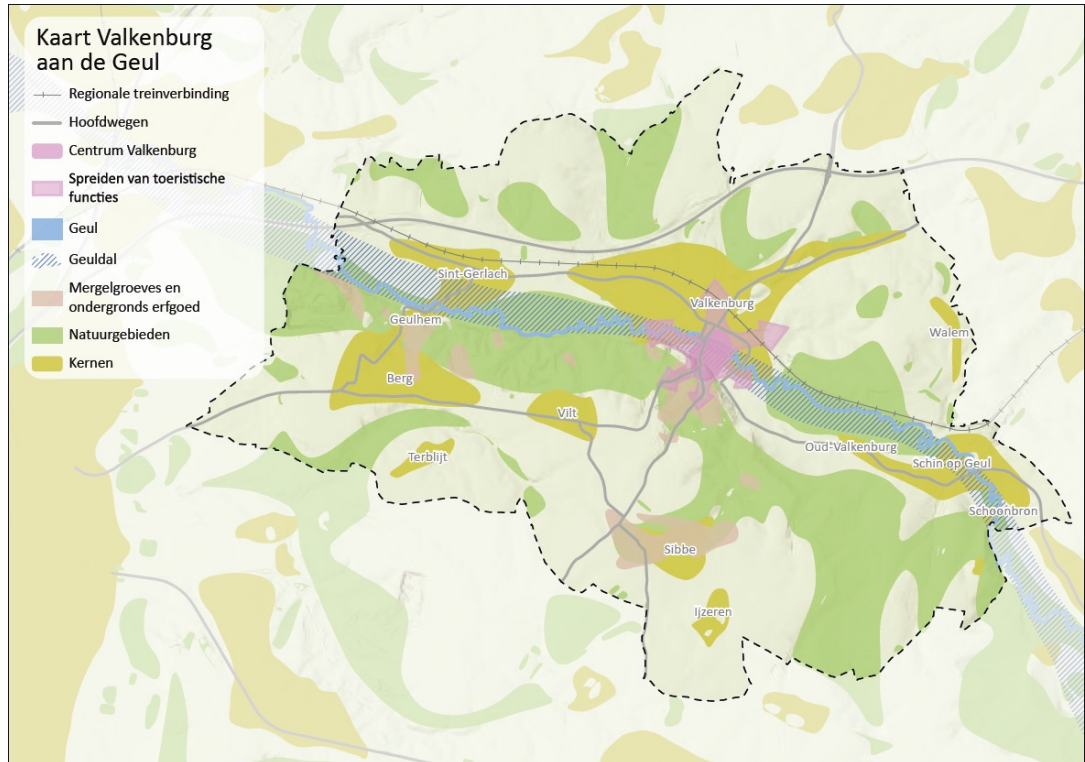 Kaart Valkenburg
aan de Geul
Regionale treinverbinding
Hoofdwegen
Centrum Valkenburg
Spreiden van toeristische
functies
Geul
Geuldal
Mergelgroeves en
ondergronds erfgoed
Natuurgebieden
Kernen
Sint-Gerlach
Valkenburg
Geulhem
Walem
Berg
Vilt
Oud-Valkenburg
Terblijt
Schin op Geul
Schoonbron
Sibbe
Ijzeren